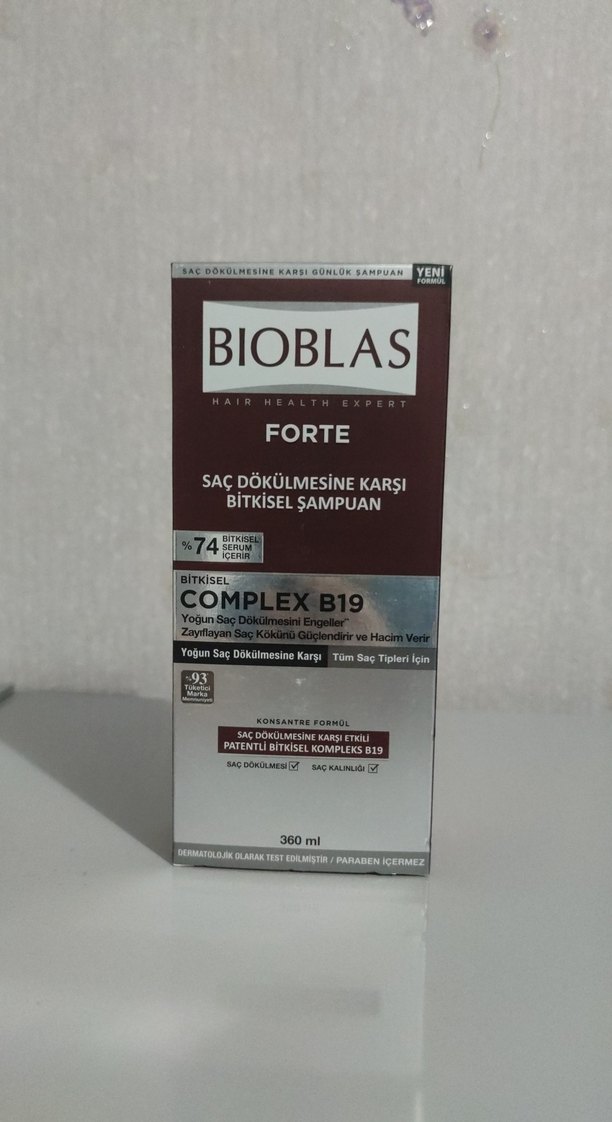 SAÇ DÖKÜLMESİNE KARŞI GÜNLÜK ŞAMPUAN
YENİ
FORMÜL
BIOBLAS
HAIR HEALTH EXPERT
FORTE
SAÇ DÖKÜLMESİNE KARŞI
BİTKİSEL ŞAMPUAN
%74 BİTKİSEL
SERUM
İÇERİR
BİTKİSEL
COMPLEX B19
Yoğun Saç Dökülmesini Engeller**
Zayıflayan Saç Kökünü Güçlendirir ve Hacim Verir
Yoğun Saç Dökülmesine Karşı Tüm Saç Tipleri İçin
%93*
Tüketici
Marka
Memnuniyeti
KONSANTRE FORMÜL
SAÇ DÖKÜLMESİNE KARŞI ETKİLİ
PATENTLİ BİTKİSEL KOMPLEKS B19
SAÇ DÖKÜLMESİ ☑ SAÇ KALINLIĞI ☑
360 ml
DERMATOLOJİK OLARAK TEST EDİLMİŞTİR / PARABEN İÇERMEZ